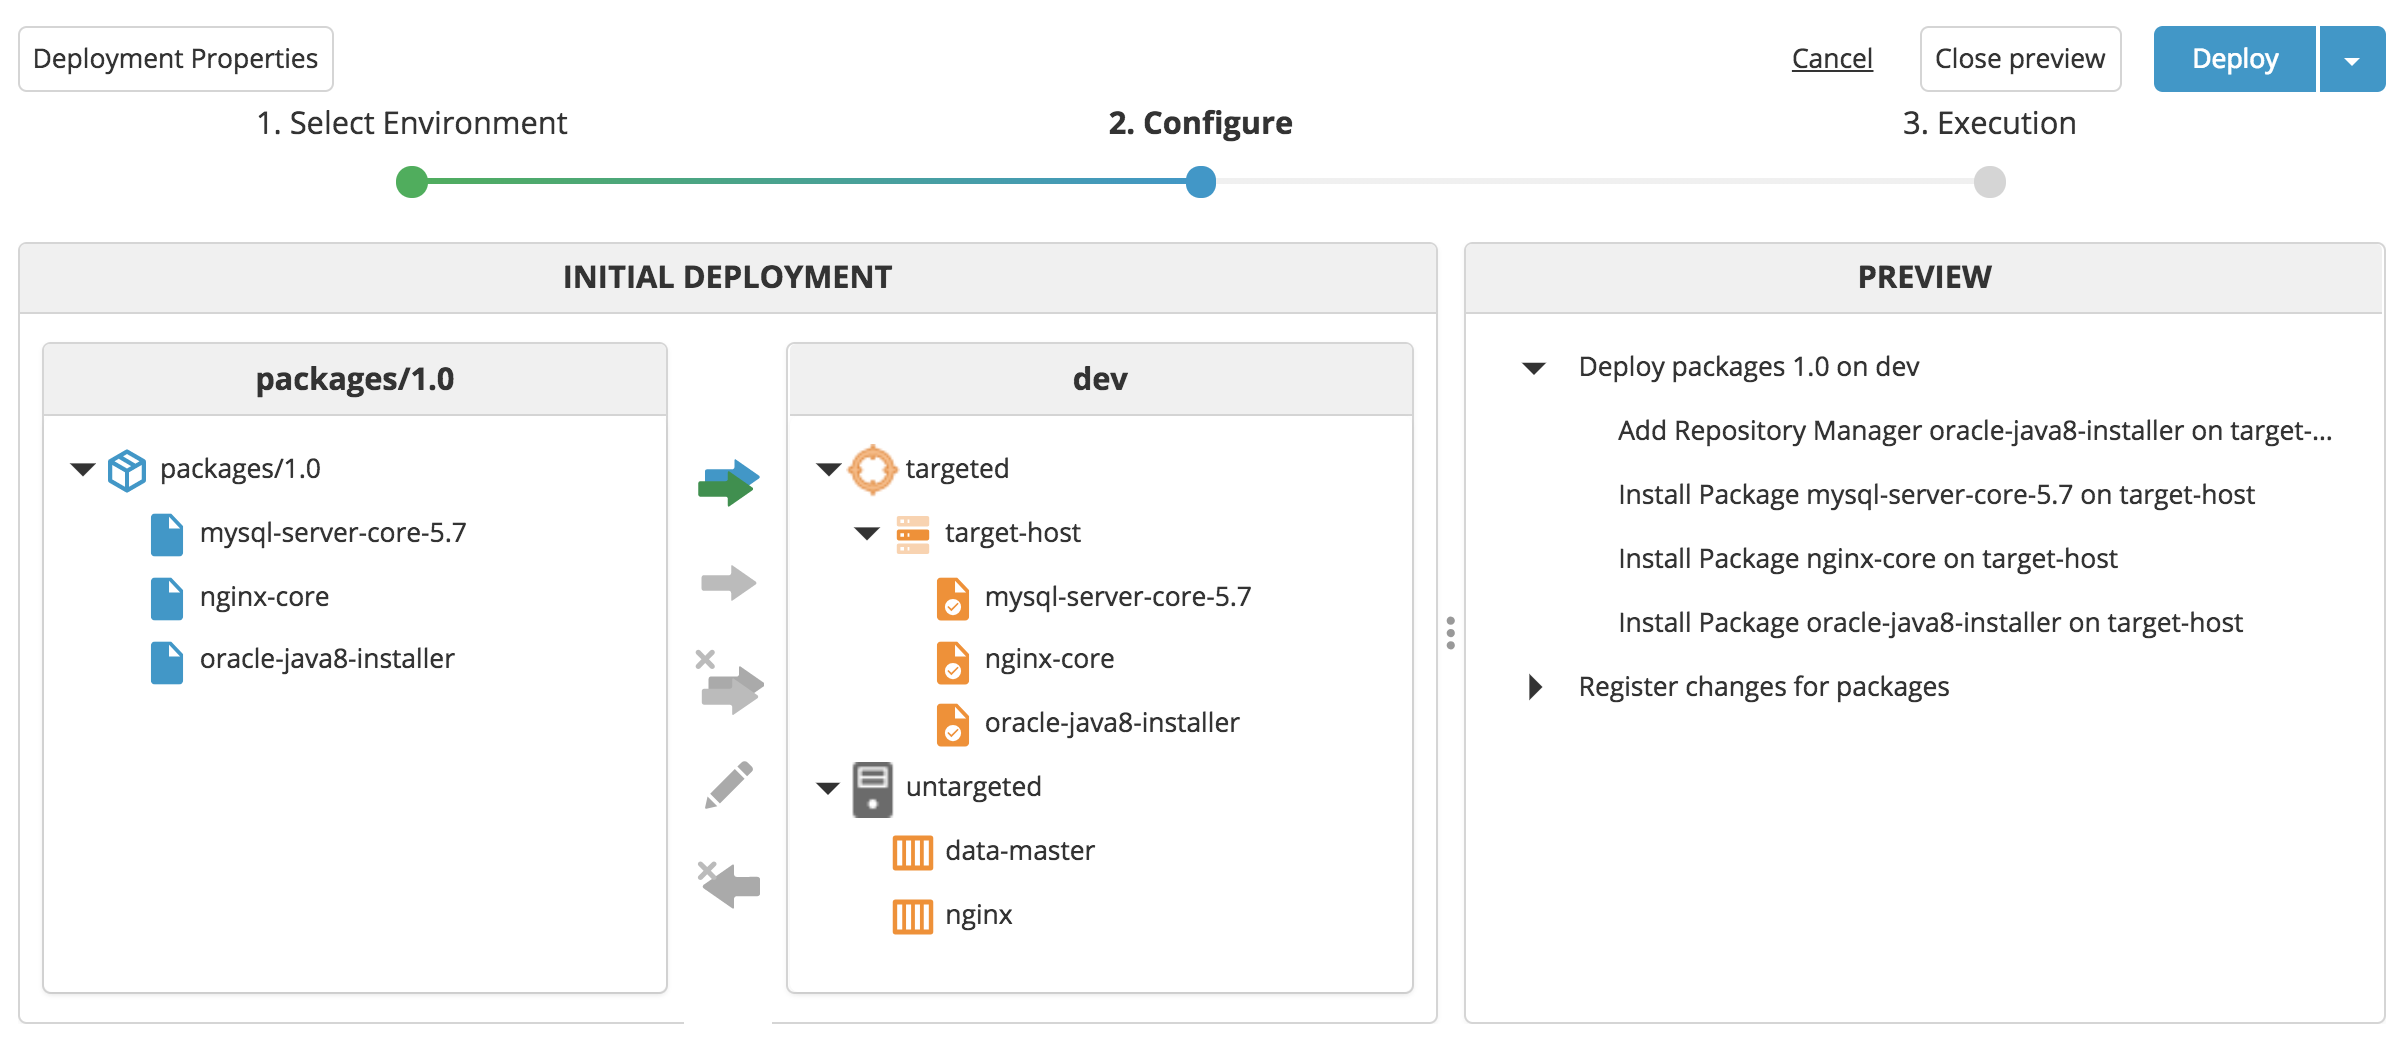 Deployment Properties
Cancel
Close preview
Deploy
1. Select Environment
2. Configure
3. Execution
INITIAL DEPLOYMENT
packages/1.0
packages/1.0
mysql-server-core-5.7
nginx-core
oracle-java8-installer
dev
targeted
target-host
mysql-server-core-5.7
nginx-core
oracle-java8-installer
untargeted
data-master
nginx
PREVIEW
Deploy packages 1.0 on dev
Add Repository Manager oracle-java8-installer on target-...
Install Package mysql-server-core-5.7 on target-host
Install Package nginx-core on target-host
Install Package oracle-java8-installer on target-host
Register changes for packages